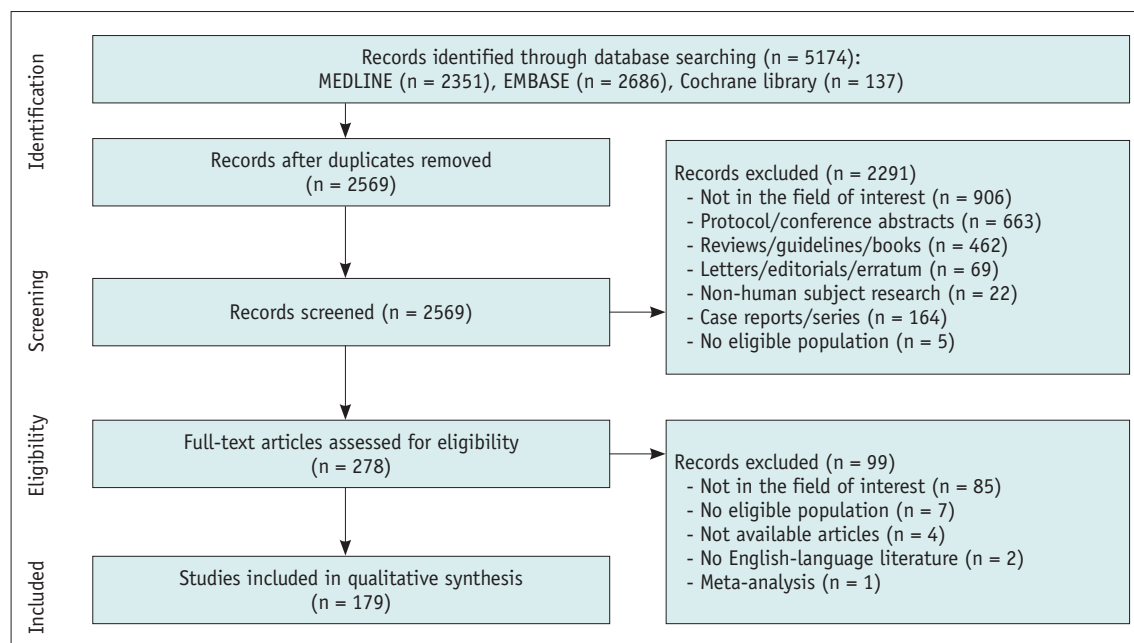 Identification
Records identified through database searching (n = 5174):
MEDLINE (n = 2351), EMBASE (n = 2686), Cochrane library (n = 137)
Records after duplicates removed
(n = 2569)
Screening
Records screened (n = 2569)
Records excluded (n = 2291)
- Not in the field of interest (n = 906)
- Protocol/conference abstracts (n = 663)
- Reviews/guidelines/books (n = 462)
- Letters/editorials/erratum (n = 69)
- Non-human subject research (n = 22)
- Case reports/series (n = 164)
- No eligible population (n = 5)
Eligibility
Full-text articles assessed for eligibility
(n = 278)
Records excluded (n = 99)
- Not in the field of interest (n = 85)
- No eligible population (n = 7)
- Not available articles (n = 4)
- No English-language literature (n = 2)
- Meta-analysis (n = 1)
Included
Studies included in qualitative synthesis
(n = 179)